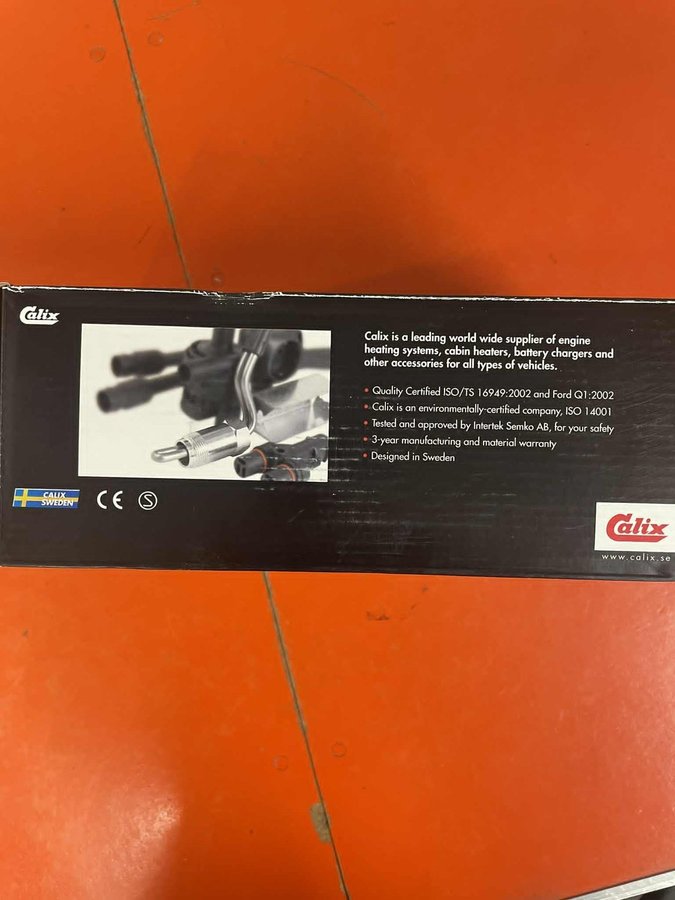 Calix
Calix is a leading world wide supplier of engine
heating systems, cabin heaters, battery chargers and
other accessories for all types of vehicles.
• Quality Certified ISO/TS 16949:2002 and Ford Q1:2002
• Calix is an environmentally-certified company, ISO 14001
• Tested and approved by Intertek Semko AB, for your safety
• 3-year manufacturing and material warranty
• Designed in Sweden
CALIX
SWEDEN
CE
S
Calix
www.calix.se